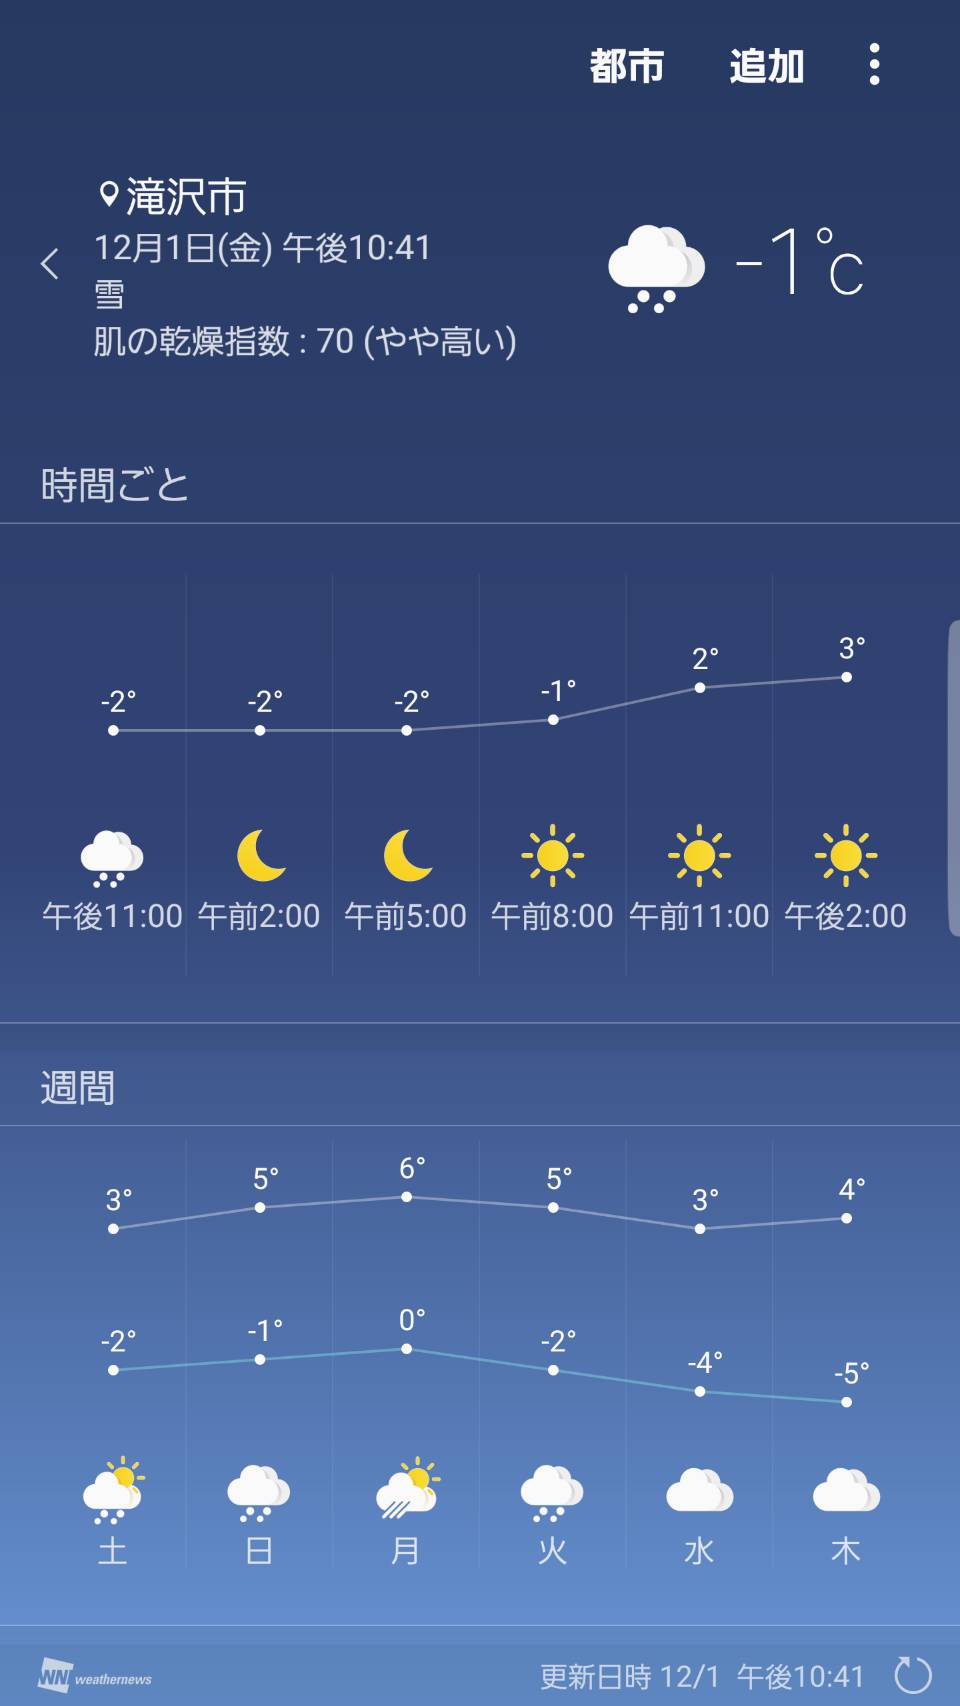 都市 追加
滝沢市
12月1日(金) 午後10:41
雪
肌の乾燥指数 : 70 (やや高い)
-1°c
時間ごと
-2° -2° -2° -1° 2° 3°
午後11:00 午前2:00 午前5:00 午前8:00 午前11:00 午後2:00
週間
3° 5° 6° 5° 3° 4°
-2° -1° 0° -2° -4° -5°
土 日 月 火 水 木
WN weathernews 更新日時 12/1 午後10:41